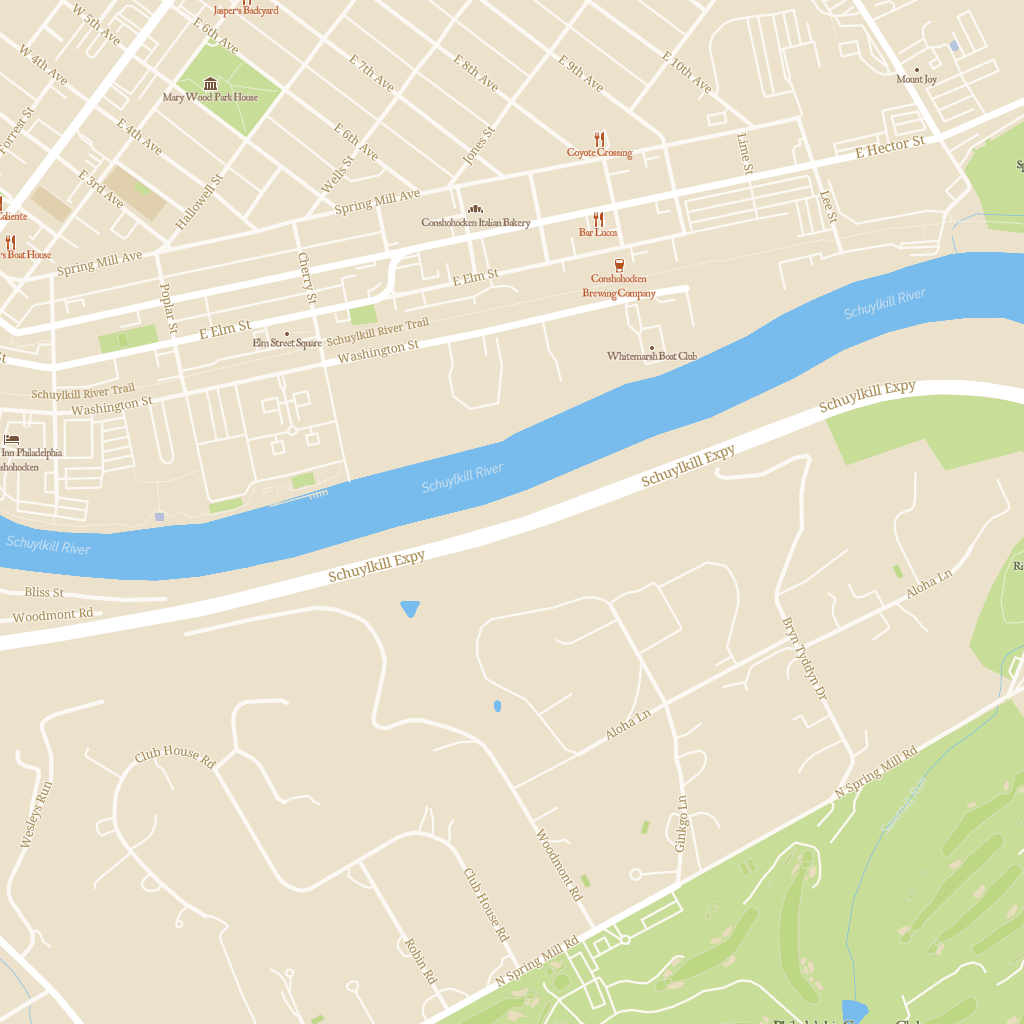 Jasper's Backyard
W 5th Ave
E 6th Ave
W 4th Ave
E 7th Ave
E 8th Ave
E 9th Ave
E 10th Ave
Mount Joy
Mary Wood Park House
Forrest St
E 4th Ave
E 6th Ave
Jones St
Coyote Crossing
Lime St
E Hector St
Wells St
E 3rd Ave
Hallowell St
Spring Mill Ave
Lee St
Caliente
Conshohocken Italian Bakery
Bar Lucca
's Boat House
Spring Mill Ave
Cherry St
E Elm St
Conshohocken
Brewing Company
Poplar St
Schuylkill River
E Elm St
Schuylkill River Trail
Elm Street Square
Washington St
Whitemarsh Boat Club
St
Schuylkill River Trail
Washington St
Schuylkill Expy
Inn Philadelphia
shohocken
Schuylkill River
Schuylkill Expy
Schuylkill River
Schuylkill Expy
Bliss St
Woodmont Rd
Aloha Ln
Bryn Tyddyn Dr
Aloha Ln
Club House Rd
N Spring Mill Rd
Wesleys Run
Sawmill Run
Ginkgo Ln
Woodmont Rd
Club House Rd
Robin Rd
N Spring Mill Rd